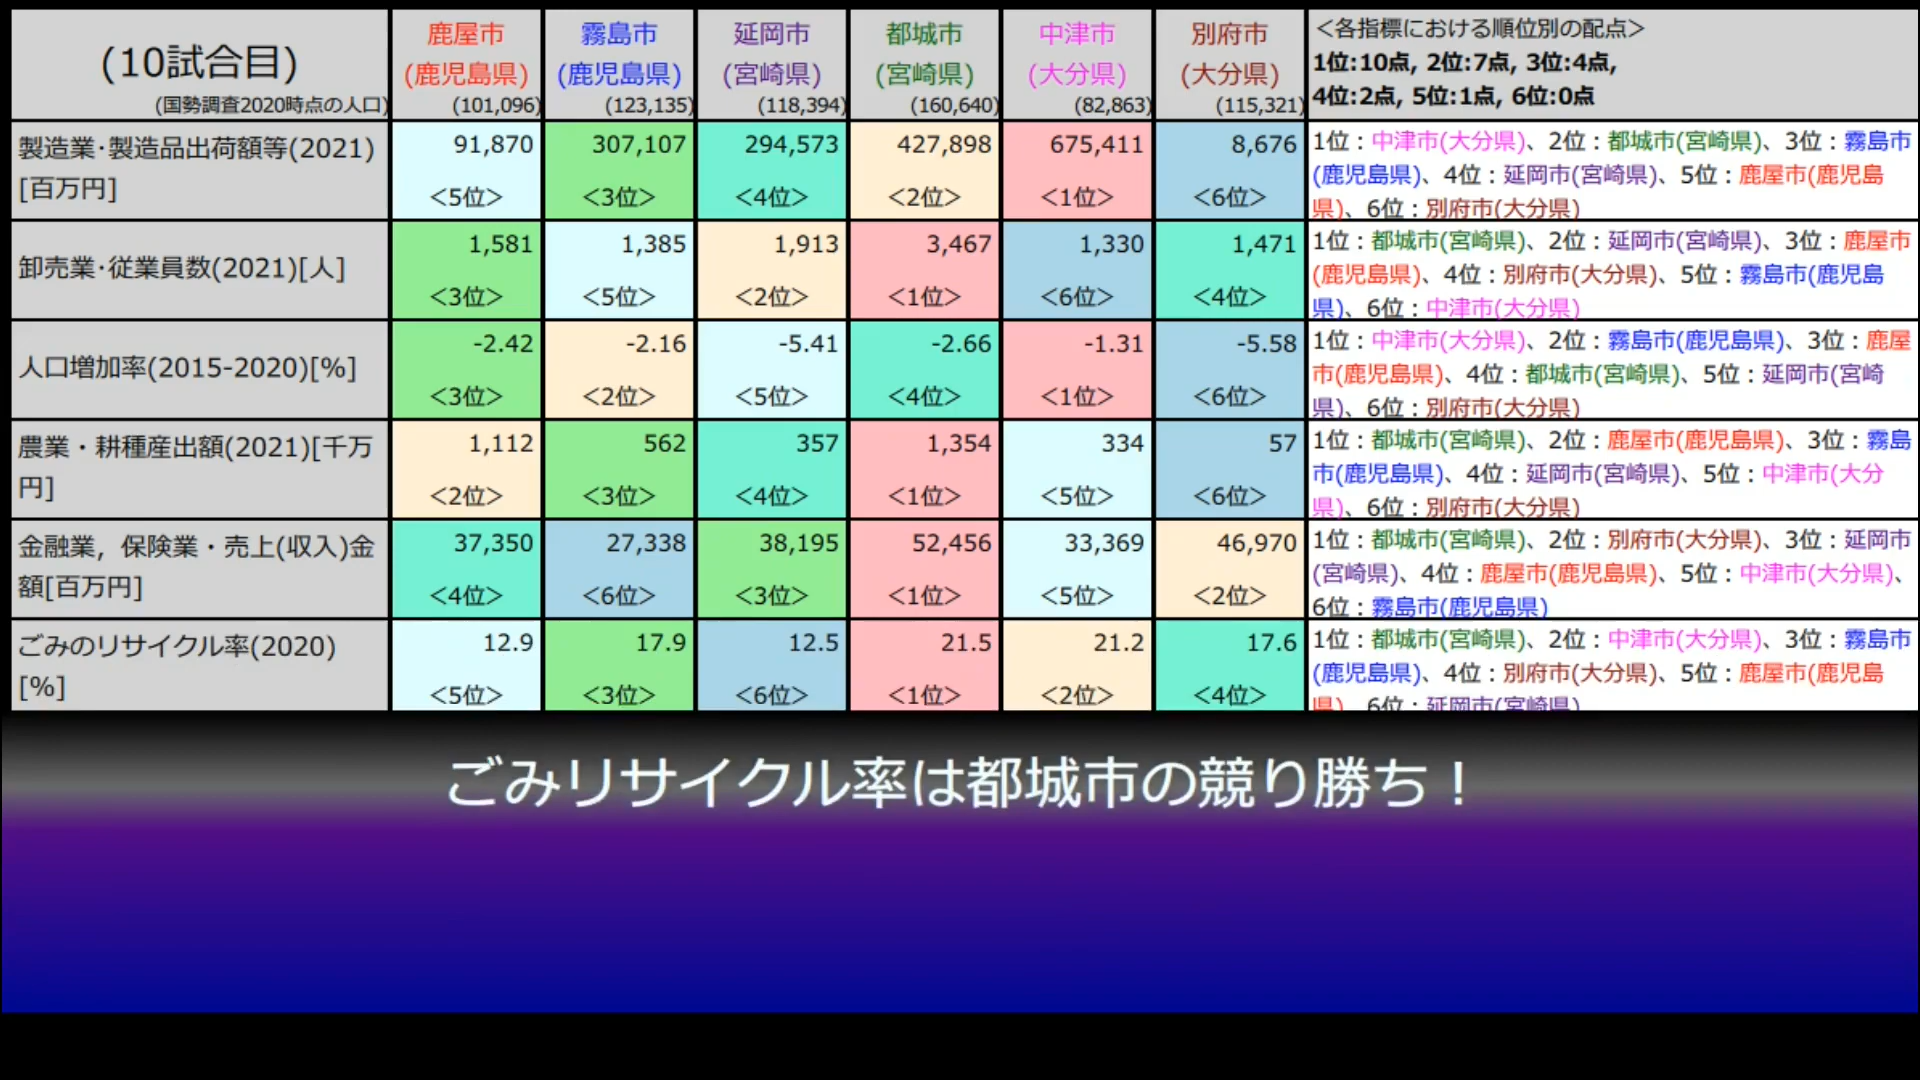 (10試合目)
(国勢調査2020時点の人口)
鹿屋市
(鹿児島県)
(101,096)
霧島市
(鹿児島県)
(123,135)
延岡市
(宮崎県)
(118,394)
都城市
(宮崎県)
(160,640)
中津市
(大分県)
(82,863)
別府市
(大分県)
(115,321)
＜各指標における順位別の配点＞
1位:10点, 2位:7点, 3位:4点,
4位:2点, 5位:1点, 6位:0点
製造業･製造品出荷額等(2021)
[百万円]
91,870
<5位>
307,107
<3位>
294,573
<4位>
427,898
<2位>
675,411
<1位>
8,676
<6位>
1位：中津市(大分県)、2位：都城市(宮崎県)、3位：霧島市
(鹿児島県)、4位：延岡市(宮崎県)、5位：鹿屋市(鹿児島
県)、6位：別府市(大分県)
卸売業･従業員数(2021)[人]
1,581
<3位>
1,385
<5位>
1,913
<2位>
3,467
<1位>
1,330
<6位>
1,471
<4位>
1位：都城市(宮崎県)、2位：延岡市(宮崎県)、3位：鹿屋市
(鹿児島県)、4位：別府市(大分県)、5位：霧島市(鹿児島
県)、6位：中津市(大分県)
人口増加率(2015-2020)[%]
-2.42
<3位>
-2.16
<2位>
-5.41
<5位>
-2.66
<4位>
-1.31
<1位>
-5.58
<6位>
1位：中津市(大分県)、2位：霧島市(鹿児島県)、3位：鹿屋
市(鹿児島県)、4位：都城市(宮崎県)、5位：延岡市(宮崎
県)、6位：別府市(大分県)
農業・耕種産出額(2021)[千万
円]
1,112
<2位>
562
<3位>
357
<4位>
1,354
<1位>
334
<5位>
57
<6位>
1位：都城市(宮崎県)、2位：鹿屋市(鹿児島県)、3位：霧島
市(鹿児島県)、4位：延岡市(宮崎県)、5位：中津市(大分
県)、6位：別府市(大分県)
金融業，保険業・売上(収入)金
額[百万円]
37,350
<4位>
27,338
<6位>
38,195
<3位>
52,456
<1位>
33,369
<5位>
46,970
<2位>
1位：都城市(宮崎県)、2位：別府市(大分県)、3位：延岡市
(宮崎県)、4位：鹿屋市(鹿児島県)、5位：中津市(大分県)、
6位：霧島市(鹿児島県)
ごみのリサイクル率(2020)
[%]
12.9
<5位>
17.9
<3位>
12.5
<6位>
21.5
<1位>
21.2
<2位>
17.6
<4位>
1位：都城市(宮崎県)、2位：中津市(大分県)、3位：霧島市
(鹿児島県)、4位：別府市(大分県)、5位：鹿屋市(鹿児島
県)、6位：延岡市(宮崎県)
ごみリサイクル率は都城市の競り勝ち！